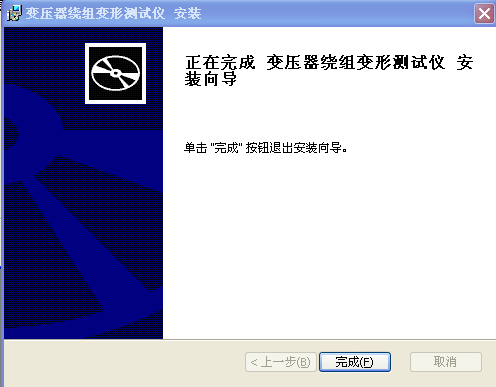 变压器绕组变形测试仪 安装
正在完成 变压器绕组变形测试仪 安
装向导
单击 "完成" 按钮退出安装向导。
< 上一步(B)
完成(F)
取消